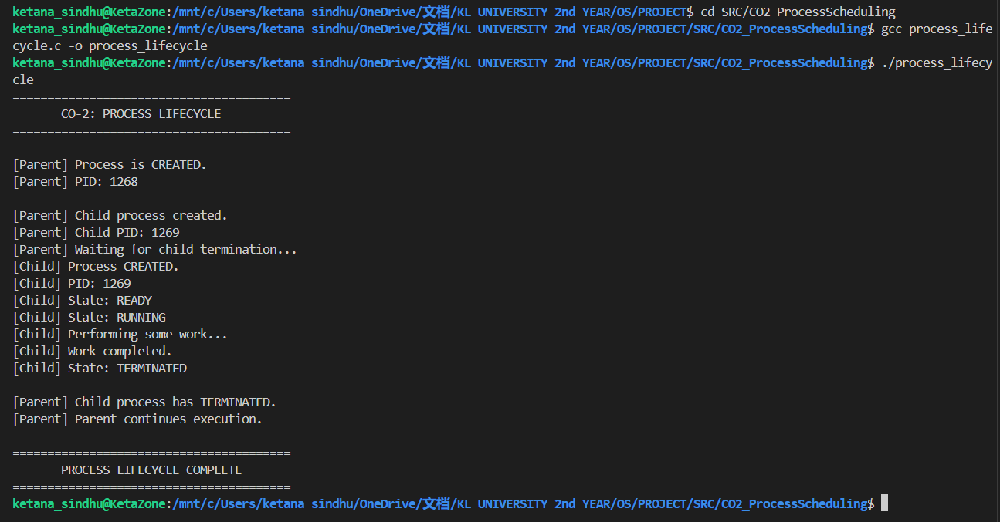 ketana_sindhu@KetaZone:/mnt/c/Users/ketana sindhu/OneDrive/文档/KL UNIVERSITY 2nd YEAR/OS/PROJECT$ cd SRC/CO2_ProcessScheduling
ketana_sindhu@KetaZone:/mnt/c/Users/ketana sindhu/OneDrive/文档/KL UNIVERSITY 2nd YEAR/OS/PROJECT/SRC/CO2_ProcessScheduling$ gcc process_life
cycle.c -o process_lifecycle
ketana_sindhu@KetaZone:/mnt/c/Users/ketana sindhu/OneDrive/文档/KL UNIVERSITY 2nd YEAR/OS/PROJECT/SRC/CO2_ProcessScheduling$ ./process_lifecy
cle
========================================
CO-2: PROCESS LIFECYCLE
========================================
[Parent] Process is CREATED.
[Parent] PID: 1268
[Parent] Child process created.
[Parent] Child PID: 1269
[Parent] Waiting for child termination...
[Child] Process CREATED.
[Child] PID: 1269
[Child] State: READY
[Child] State: RUNNING
[Child] Performing some work...
[Child] Work completed.
[Child] State: TERMINATED
[Parent] Child process has TERMINATED.
[Parent] Parent continues execution.
========================================
PROCESS LIFECYCLE COMPLETE
========================================
ketana_sindhu@KetaZone:/mnt/c/Users/ketana sindhu/OneDrive/文档/KL UNIVERSITY 2nd YEAR/OS/PROJECT/SRC/CO2_ProcessScheduling$